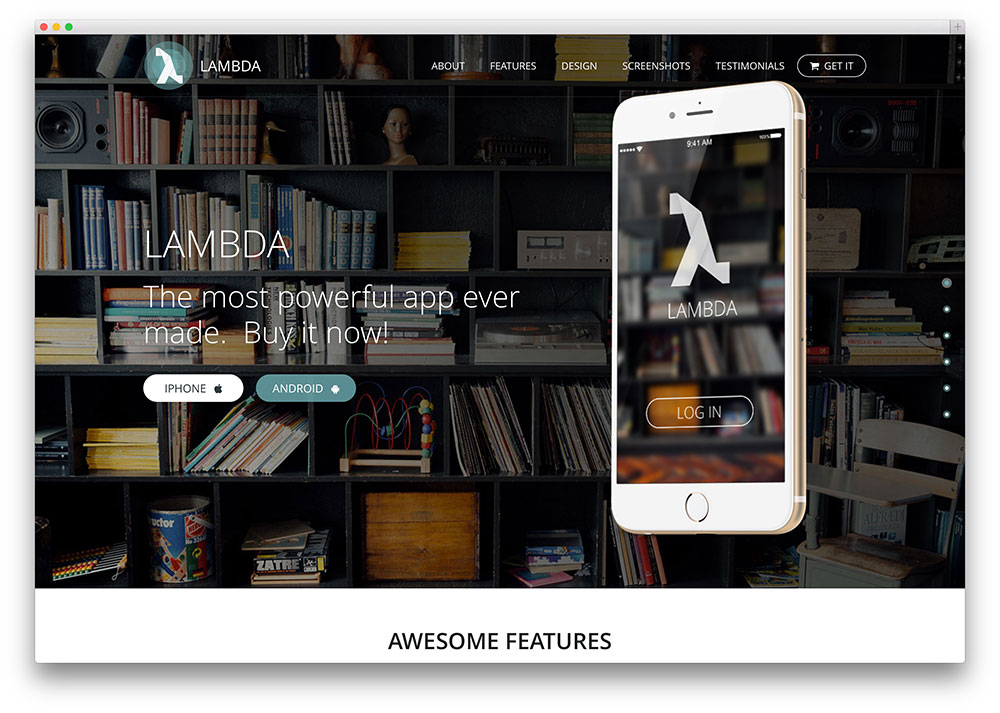 LAMBDA
ABOUT
FEATURES
DESIGN
SCREENSHOTS
TESTIMONIALS
GET IT
9:41 AM
100%
LAMBDA
The most powerful app ever
made. Buy it now!
IPHONE
ANDROID
LAMBDA
LOG IN
ZATRE
AWESOME FEATURES